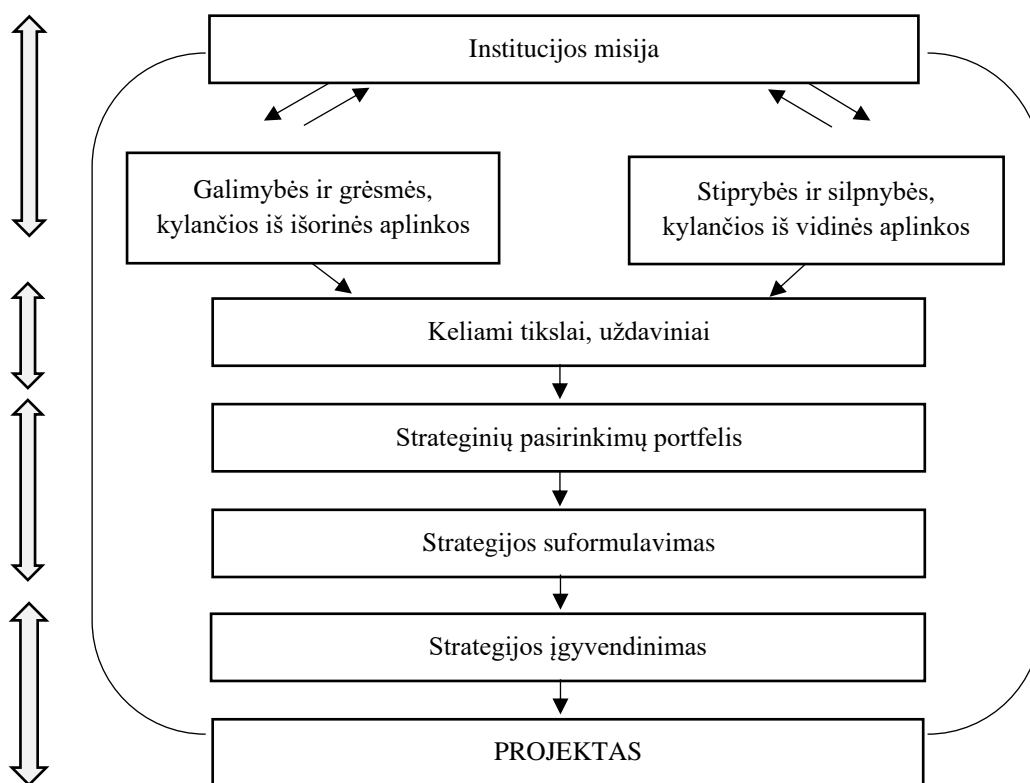 Institucijos misija
Galimybės ir grėsmės,
kylančios iš išorinės aplinkos
Stiprybės ir silpnybės,
kylančios iš vidinės aplinkos
Keliami tikslai, uždaviniai
Strateginių pasirinkimų portfelis
Strategijos suformulavimas
Strategijos įgyvendinimas
PROJEKTAS